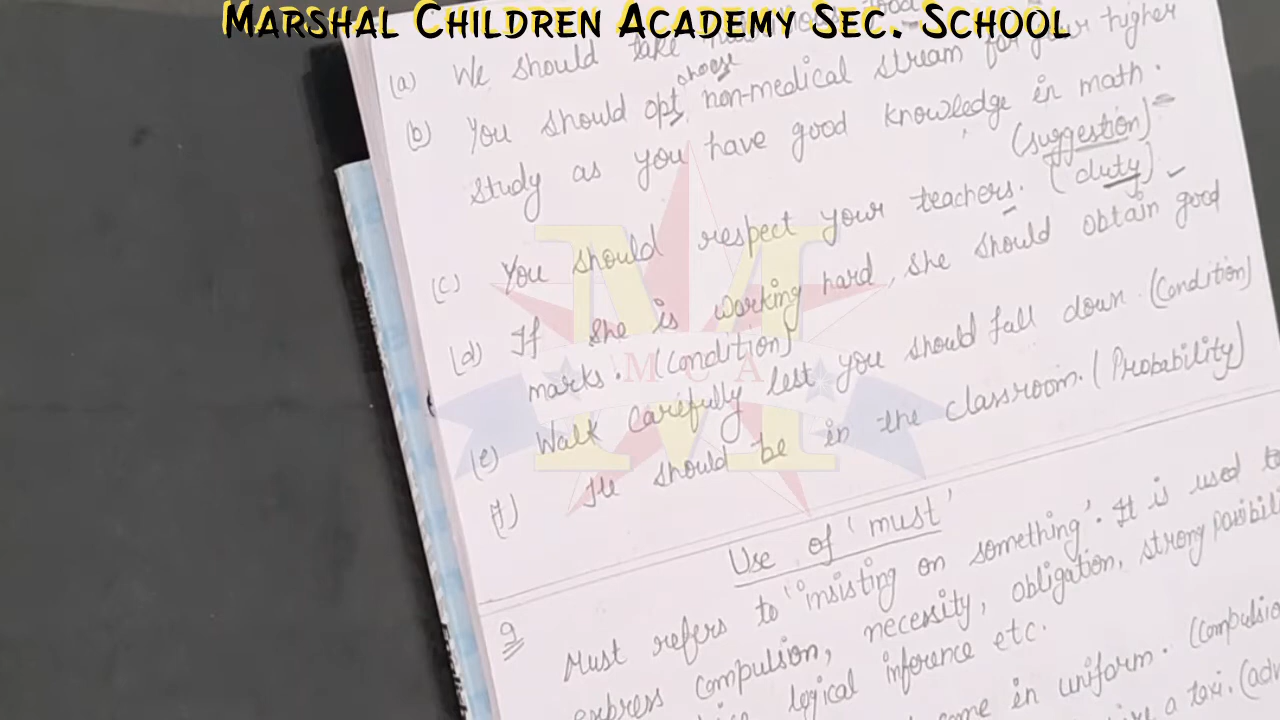 MARSHAL CHILDREN ACADEMY SEC. SCHOOL
(a) We should take good
choose
(b) You should opt non-medical stream for your higher
study as you have good knowledge in math.
(suggestion)
(c) You should respect your teachers. (duty)
(d) If she is working hard, she should obtain good
marks. (Condition)
(e) Walk carefully lest you should fall down. (Condition)
(f) He should be in the classroom. (Probability)
M C A
Use of 'must'
9 Must refers to 'insisting on something'. It is used to
express compulsion, necessity, obligation, strong possibil
logical inference etc.
come in uniform. (Compulsio
a taxi. (adv